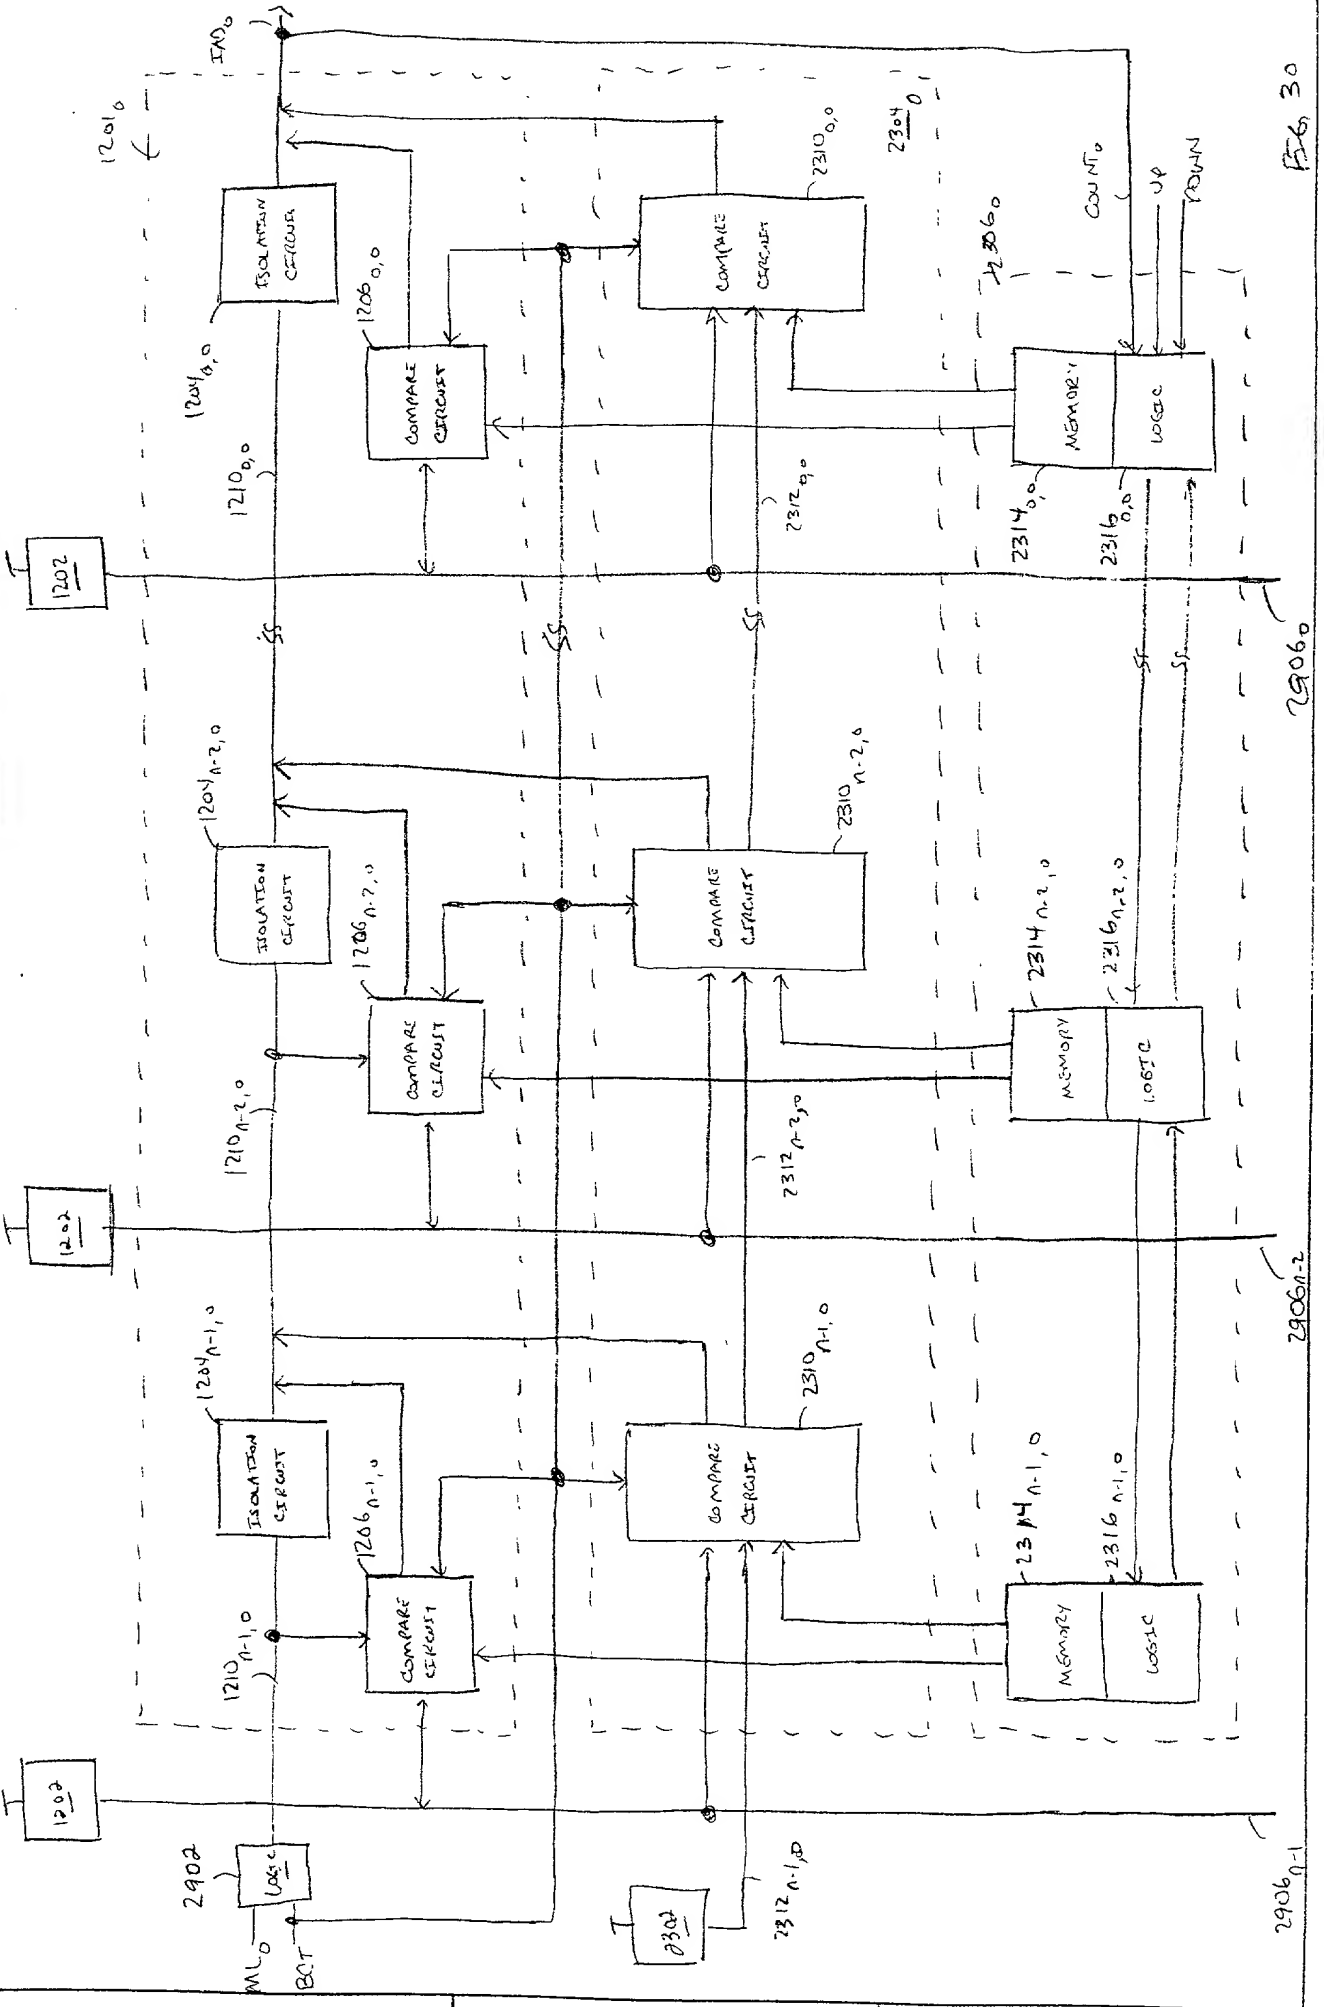 ML0
BCT
2902
LOGIC
1202
1202
1202
1201₀
IND₀
1210ₙ₋₁,₀
1204ₙ₋₁,₀
ISOLATION
CIRCUIT
1210ₙ₋₂,₀
1204ₙ₋₂,₀
ISOLATION
CIRCUIT
1210₀,₀
1204₀,₀
ISOLATION
CIRCUIT
1206ₙ₋₁,₀
COMPARE
CIRCUIT
1206ₙ₋₂,₀
COMPARE
CIRCUIT
1206₀,₀
COMPARE
CIRCUIT
2302
2312ₙ₋₁,₀
COMPARE
CIRCUIT
2310ₙ₋₁,₀
2312ₙ₋₂,₀
COMPARE
CIRCUIT
2310ₙ₋₂,₀
2312₀,₀
COMPARE
CIRCUIT
2310₀,₀
2304₀
2306₀
2314ₙ₋₁,₀
2316ₙ₋₁,₀
MEMORY
LOGIC
2314ₙ₋₂,₀
2316ₙ₋₂,₀
MEMORY
LOGIC
2314₀,₀
2316₀,₀
MEMORY
LOGIC
COUNT₀
UP
DOWN
2906ₙ₋₁
2906ₙ₋₂
2906₀
FIG. 30